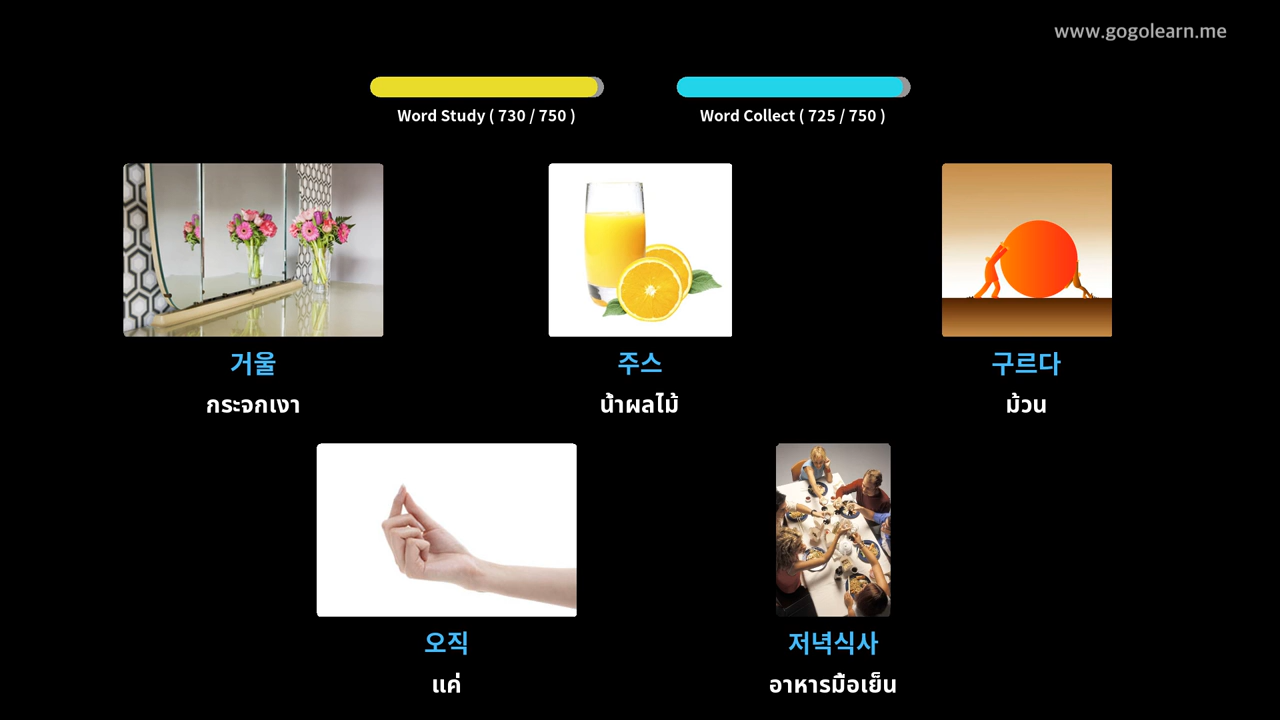 www.gogolearn.me
Word Study ( 730 / 750 )
Word Collect ( 725 / 750 )
거울
주스
구르다
กระจกเงา
น้ำผลไม้
ม้วน
오직
저녁식사
แค่
อาหารมื้อเย็น